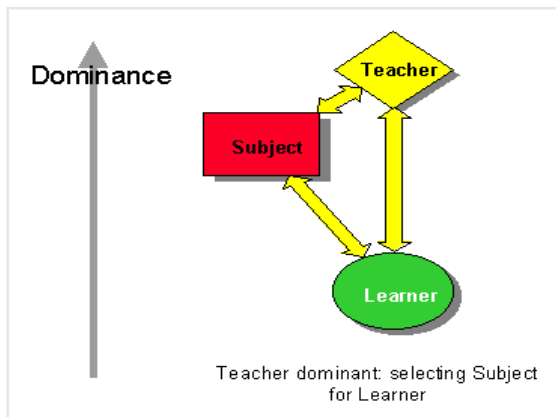 Teacher
Dominance
Subject
Learner
Teacher dominant: selecting Subject
for Learner